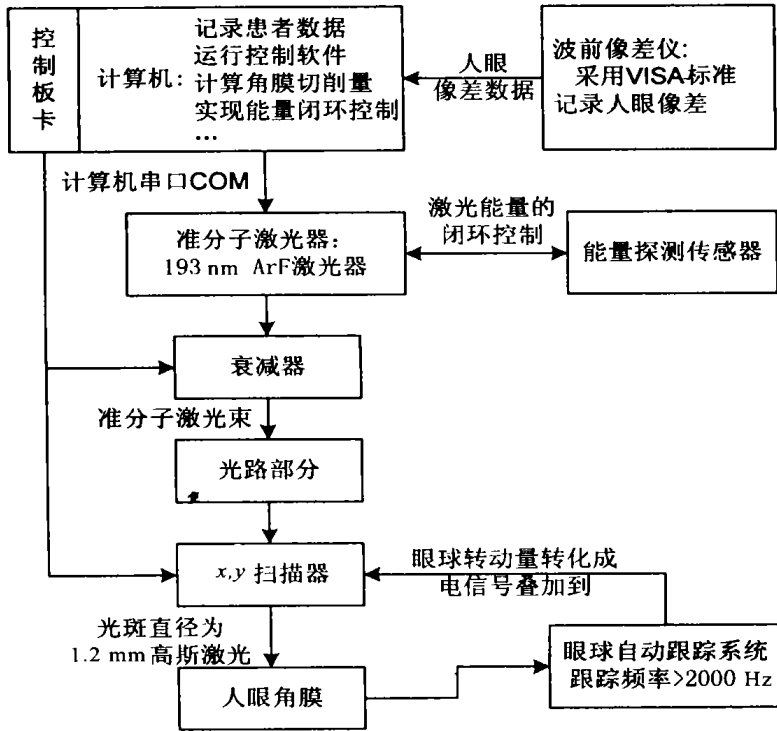 控制板卡
计算机：
记录患者数据
运行控制软件
计算角膜切削量
实现能量闭环控制
...
人眼
像差数据
波前像差仪:
采用VISA标准
记录人眼像差
计算机串口COM
准分子激光器：
193 nm ArF激光器
激光能量的
闭环控制
能量探测传感器
衰减器
准分子激光束
光路部分
x,y 扫描器
眼球转动量转化成
电信号叠加到
光斑直径为
1.2 mm高斯激光
人眼角膜
眼球自动跟踪系统
跟踪频率>2000 Hz